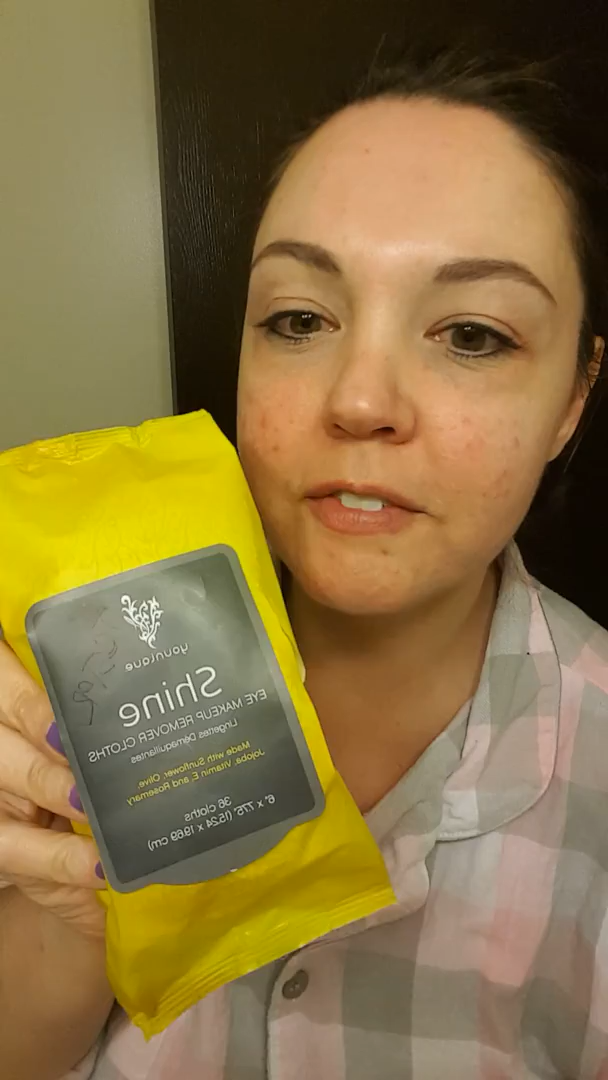 younique
Shine
EYE MAKEUP REMOVER CLOTHS
Lingettes Démaquillantes
Made with Sunflower, Olive,
Jojoba, Vitamin E, and Rosemary
36 cloths
6" x 7.75" (15.24 x 19.69 cm)